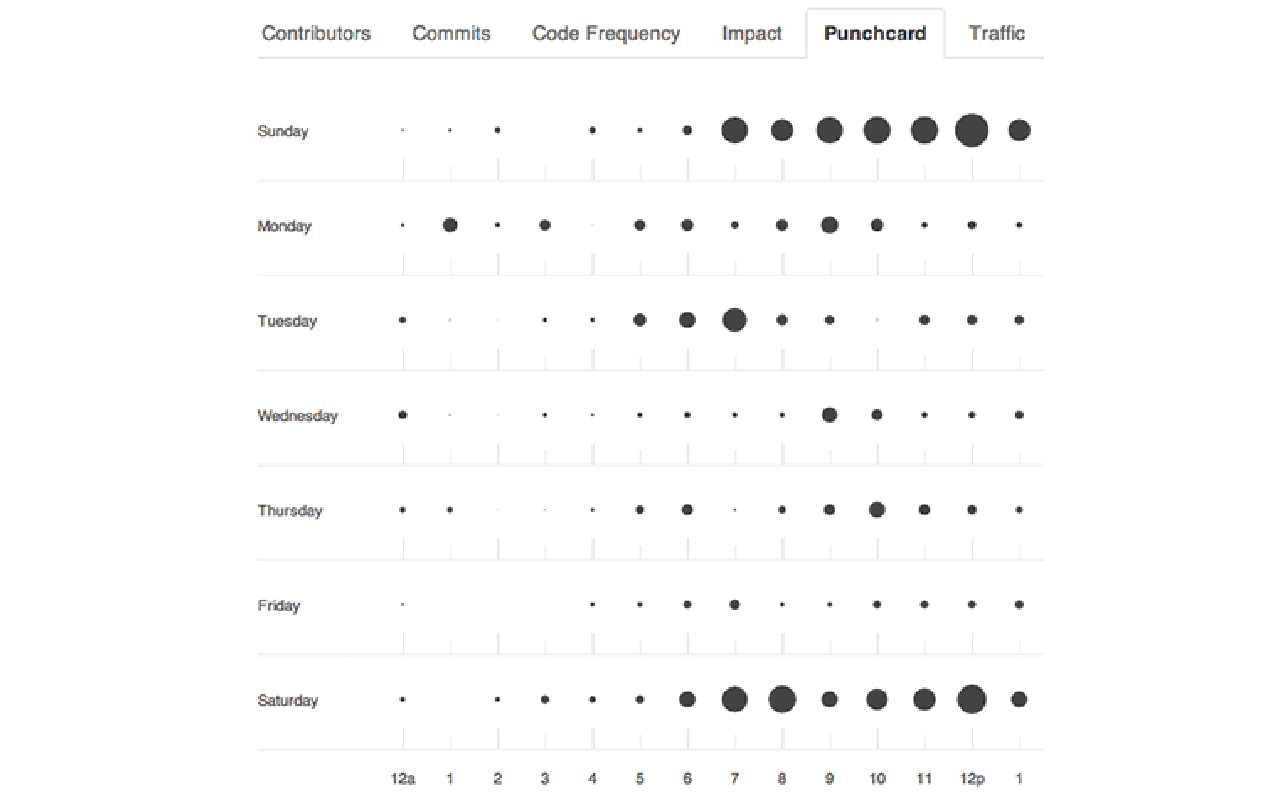 Contributors Commits Code Frequency Impact Punchcard Traffic
Sunday
Monday
Tuesday
Wednesday
Thursday
Friday
Saturday
12a 1 2 3 4 5 6 7 8 9 10 11 12p 1